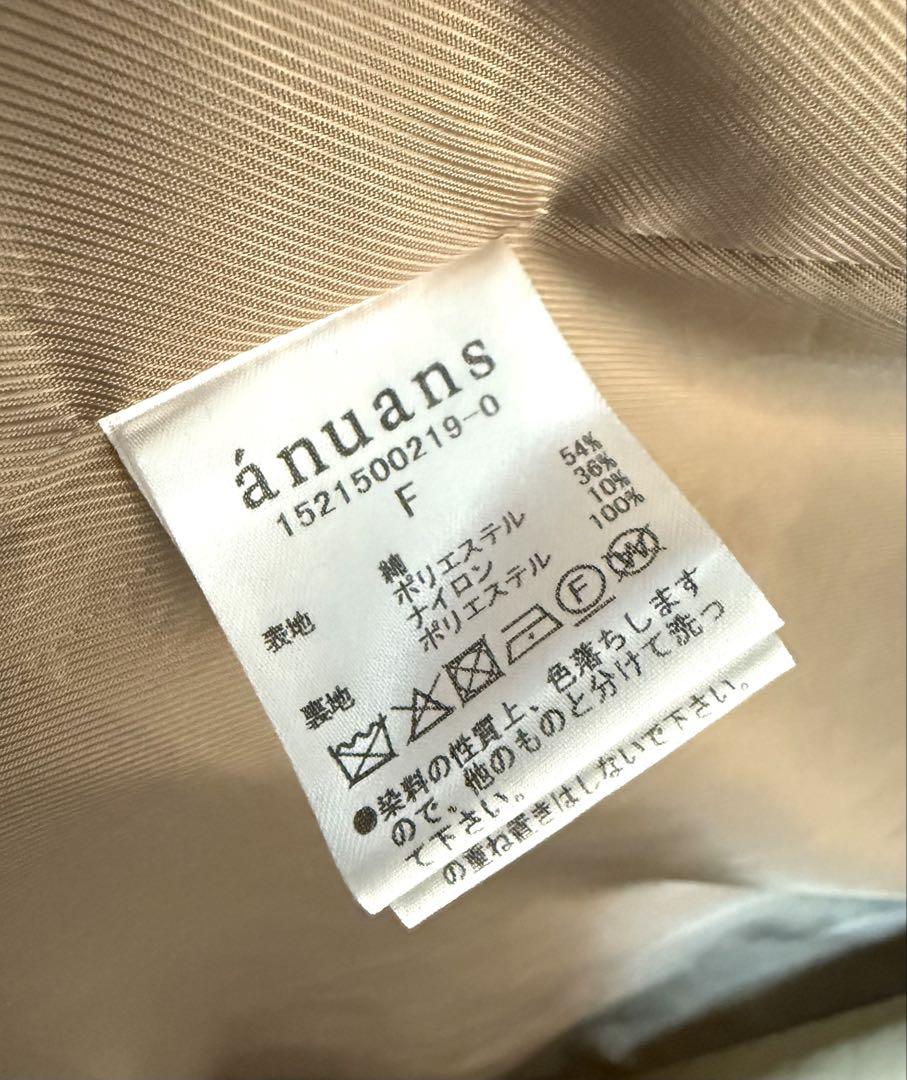 ánuans
1521500219-0
F
表地 綿 54%
ポリエステル 36%
ナイロン 10%
裏地 ポリエステル 100%
F
●染料の性質上、色落ちします
ので、他のものと分けて洗っ
て下さい。
の重ね置きはしないで下さい。